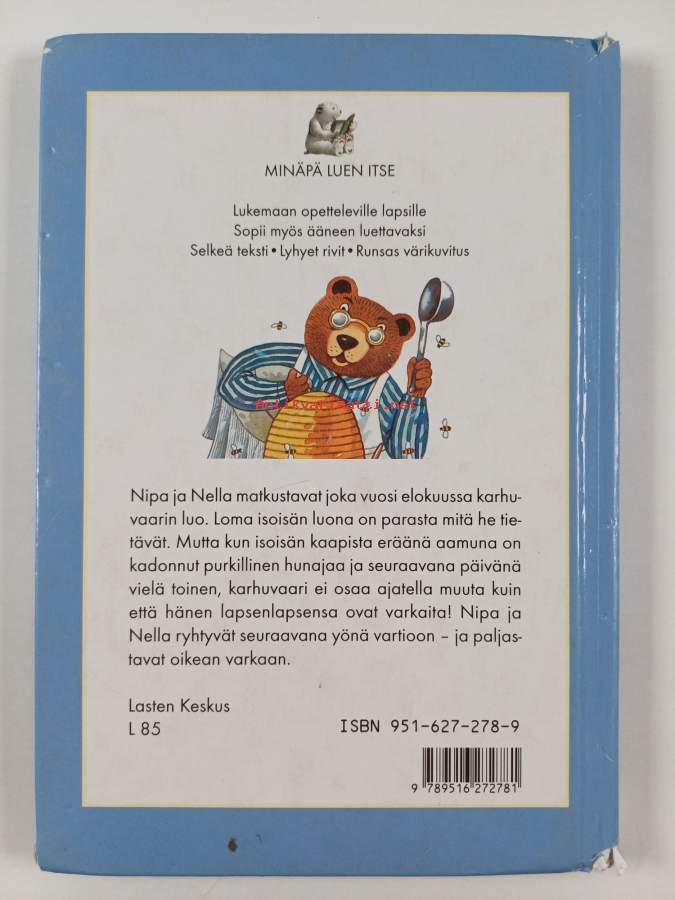 MINÄPÄ LUEN ITSE
Lukemaan opetteleville lapsille
Sopii myös ääneen luettavaksi
Selkeä teksti • Lyhyet rivit • Runsas värikuvitus
Antikvariaatti.net
Nipa ja Nella matkustavat joka vuosi elokuussa karhu-
vaarin luo. Loma isoisän luona on parasta mitä he tie-
tävät. Mutta kun isoisän kaapista eräänä aamuna on
kadonnut purkillinen hunajaa ja seuraavana päivänä
vielä toinen, karhuvaari ei osaa ajatella muuta kuin
että hänen lapsenlapsensa ovat varkaita! Nipa ja
Nella ryhtyvät seuraavana yönä vartioon – ja paljas-
tavat oikean varkaan.
Lasten Keskus
L 85
ISBN 951-627-278-9
9 789516 272781